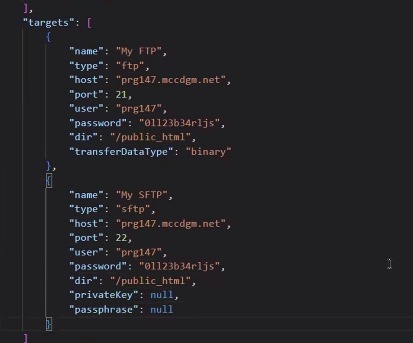 ],
"targets": [
{
"name": "My FTP",
"type": "ftp",
"host": "prg147.mccdgm.net",
"port": 21,
"user": "prg147",
"password": "0ll23b34rljs",
"dir": "/public_html",
"transferDataType": "binary"
},
{
"name": "My SFTP",
"type": "sftp",
"host": "prg147.mccdgm.net",
"port": 22,
"user": "prg147",
"password": "0ll23b34rljs",
"dir": "/public_html",
"privateKey": null,
"passphrase": null
}
]